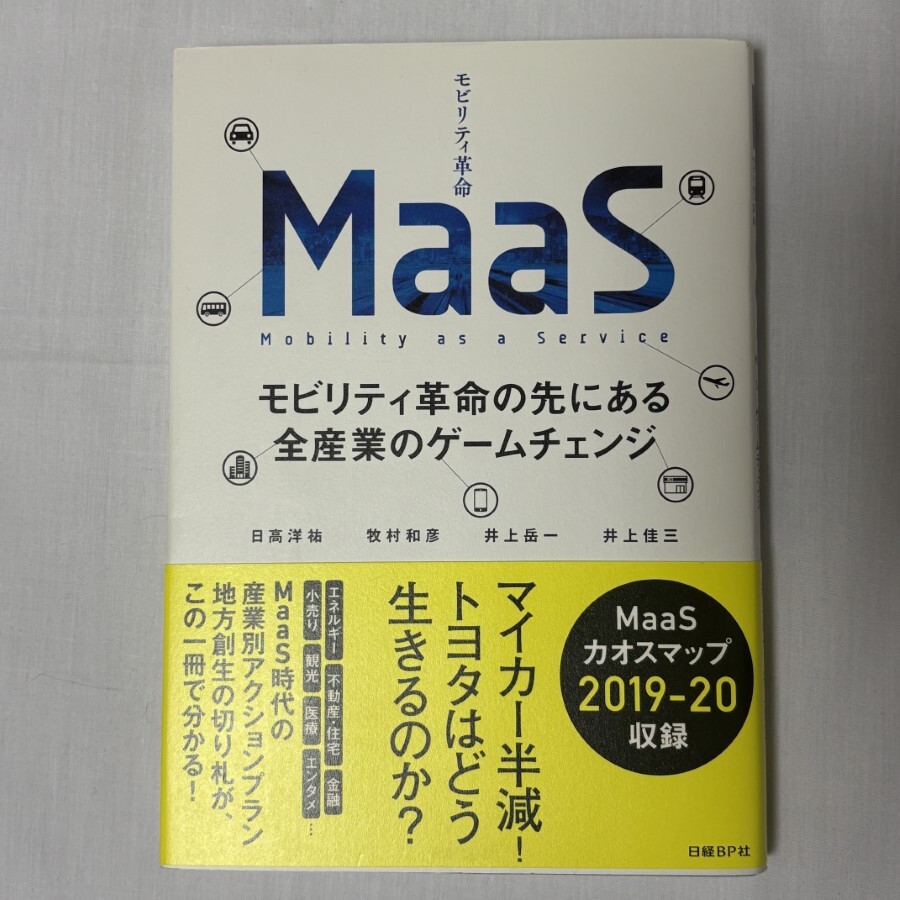 モビリティ革命
MaaS
Mobility as a Service
モビリティ革命の先にある
全産業のゲームチェンジ
日高洋祐 牧村和彦 井上岳一 井上佳三
MaaS
カオスマップ
2019-20
収録
マイカー半減！
トヨタはどう
生きるのか？
エネルギー 不動産・住宅 金融
小売り 観光 医療 エンタメ…
MaaS時代の
産業別アクションプラン
地方創生の切り札が、
この一冊で分かる！
日経BP社